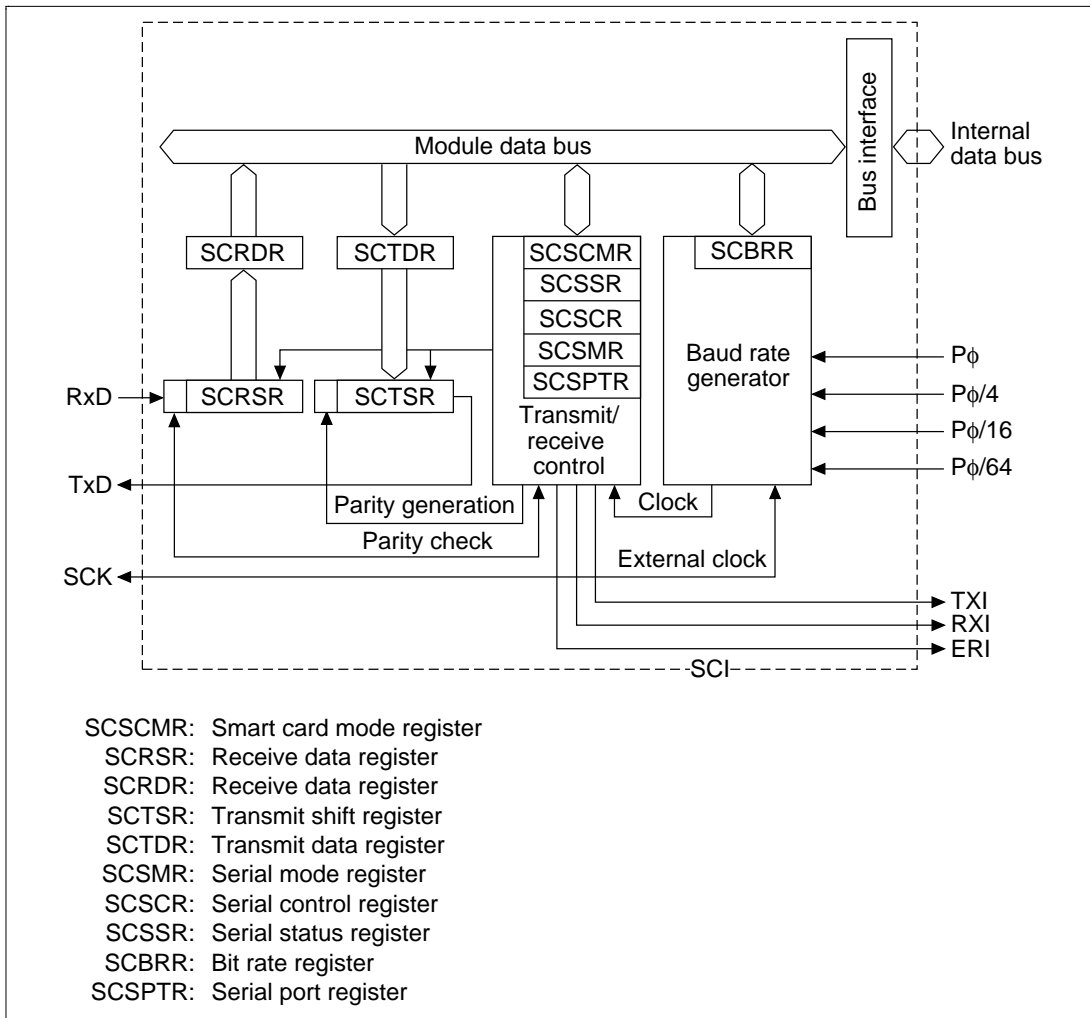 Module data bus
Bus interface
Internal
data bus
SCRDR
SCTDR
SCSCMR
SCSSR
SCSCR
SCSMR
SCSPTR
Transmit/
receive
control
SCBRR
Baud rate
generator
Pϕ
Pϕ/4
Pϕ/16
Pϕ/64
RxD
SCRSR
SCTSR
TxD
Parity generation
Clock
Parity check
SCK
External clock
TXI
RXI
ERI
SCI
SCSCMR: Smart card mode register
SCRSR: Receive data register
SCRDR: Receive data register
SCTSR: Transmit shift register
SCTDR: Transmit data register
SCSMR: Serial mode register
SCSCR: Serial control register
SCSSR: Serial status register
SCBRR: Bit rate register
SCSPTR: Serial port register